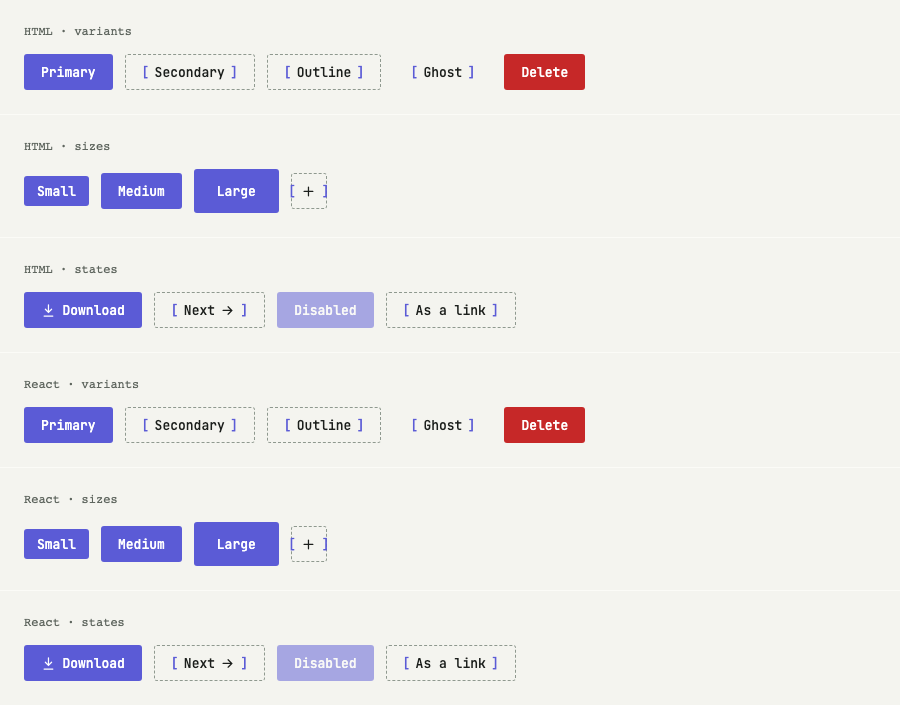 HTML · variants
Primary [ Secondary ] [ Outline ] [ Ghost ] Delete
HTML · sizes
Small Medium Large [ + ]
HTML · states
Download [ Next → ] Disabled [ As a link ]
React · variants
Primary [ Secondary ] [ Outline ] [ Ghost ] Delete
React · sizes
Small Medium Large [ + ]
React · states
Download [ Next → ] Disabled [ As a link ]